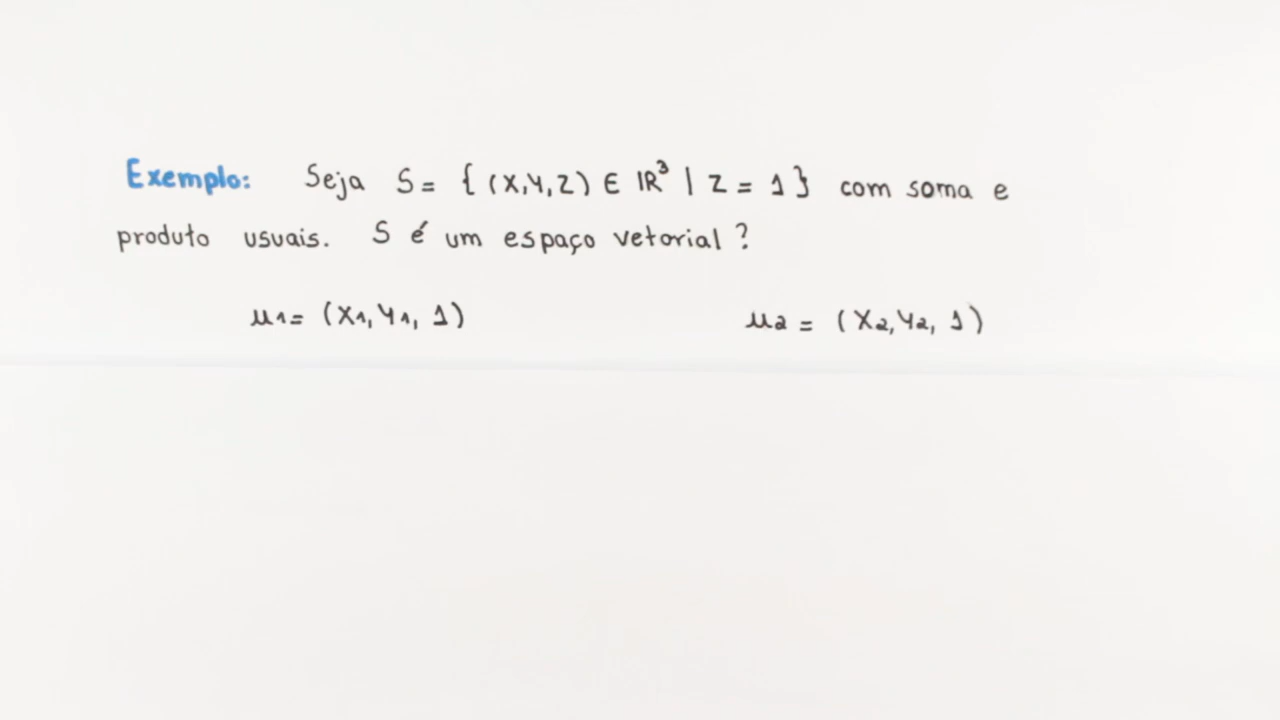 Exemplo: Seja S = { (x,y,z) ∈ IR³ | z = 1 } com soma e
produto usuais. S é um espaço vetorial ?
u₁ = (x₁, y₁, 1) u₂ = (x₂, y₂, 1)